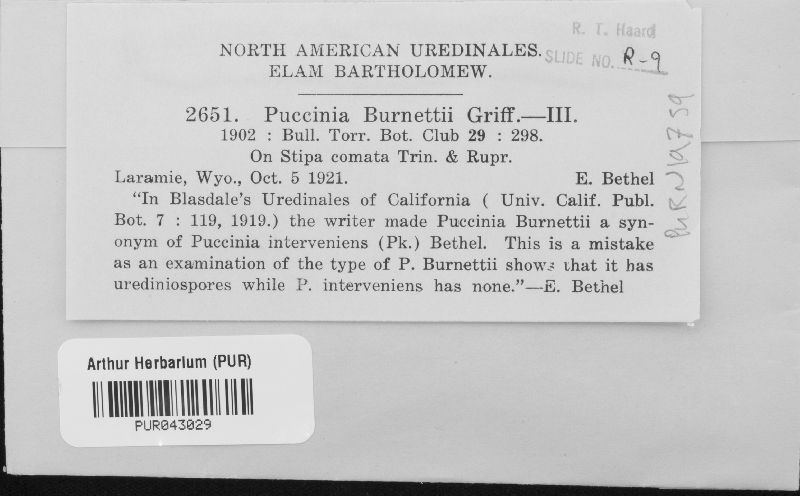 R. T. Haard
SLIDE NO. R-9
NORTH AMERICAN UREDINALES.
ELAM BARTHOLOMEW.
2651. Puccinia Burnettii Griff.—III.
1902 : Bull. Torr. Bot. Club 29 : 298.
On Stipa comata Trin. & Rupr.
Laramie, Wyo., Oct. 5 1921. E. Bethel
"In Blasdale's Uredinales of California ( Univ. Calif. Publ.
Bot. 7 : 119, 1919.) the writer made Puccinia Burnettii a syn-
onym of Puccinia interveniens (Pk.) Bethel. This is a mistake
as an examination of the type of P. Burnettii shows that it has
urediniospores while P. interveniens has none."—E. Bethel
PURN19759
Arthur Herbarium (PUR)
PUR043029